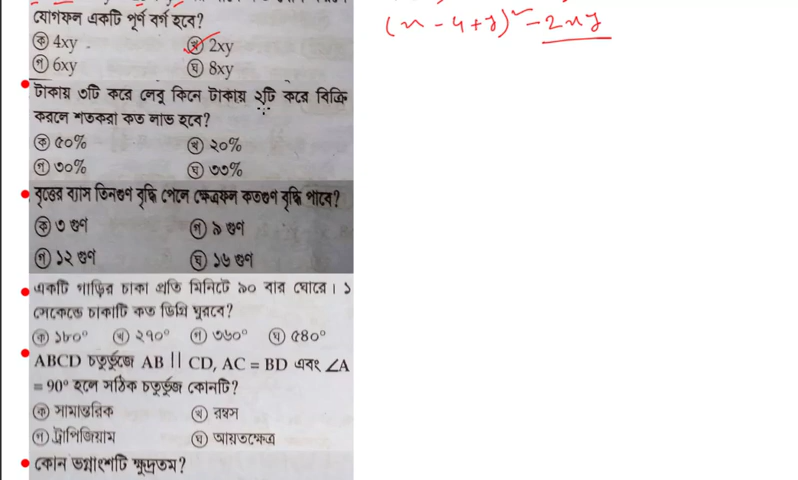 যোগফল একটি পূর্ণ বর্গ হবে?
(x - 4 + y)² - 2xy
ক 4xy খ 2xy
গ 6xy ঘ 8xy
টাকায় ৩টি করে লেবু কিনে টাকায় ২টি করে বিক্রি
করলে শতকরা কত লাভ হবে?
ক ৫০% খ ২০%
গ ৩০% ঘ ৩৩%
বৃত্তের ব্যাস তিনগুণ বৃদ্ধি পেলে ক্ষেত্রফল কতগুণ বৃদ্ধি পাবে?
ক ৩ গুণ গ ৯ গুণ
গ ১২ গুণ ঘ ১৬ গুণ
একটি গাড়ির চাকা প্রতি মিনিটে ৯০ বার ঘোরে। ১
সেকেন্ডে চাকাটি কত ডিগ্রি ঘুরবে?
ক ১৮০° খ ২৭০° গ ৩৬০° ঘ ৫৪০°
ABCD চতুর্ভুজে AB || CD, AC = BD এবং ∠A
= 90° হলে সঠিক চতুর্ভুজ কোনটি?
ক সামান্তরিক খ রম্বস
গ ট্রাপিজিয়াম ঘ আয়তক্ষেত্র
কোন ভগ্নাংশটি ক্ষুদ্রতম?